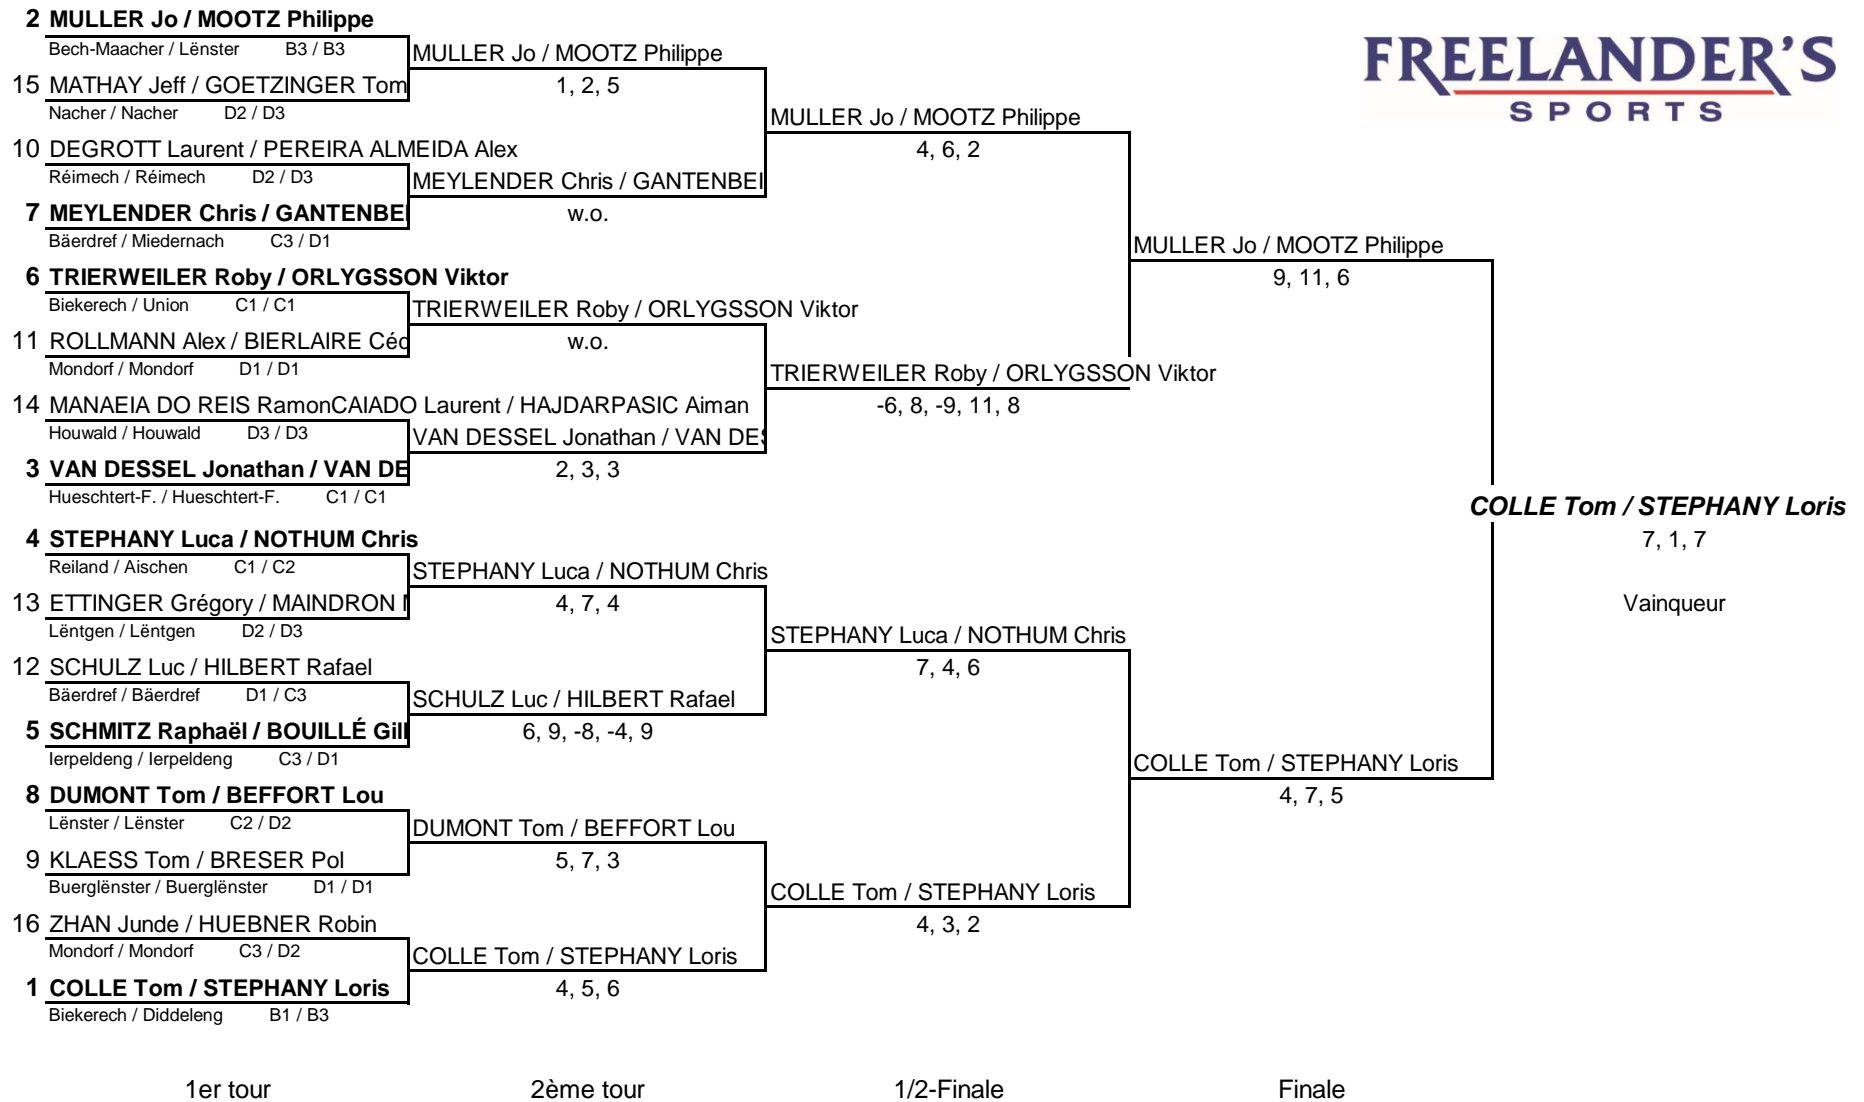 2 MULLER Jo / MOOTZ Philippe
Bech-Maacher / Lënster B3 / B3
MULLER Jo / MOOTZ Philippe
FREELANDER'S
SPORTS
15 MATHAY Jeff / GOETZINGER Tom
1, 2, 5
Nacher / Nacher D2 / D3
MULLER Jo / MOOTZ Philippe
10 DEGROTT Laurent / PEREIRA ALMEIDA Alex
4, 6, 2
Réimech / Réimech D2 / D3
MEYLENDER Chris / GANTENBEI
7 MEYLENDER Chris / GANTENBE
w.o.
Bäerdref / Miedernach C3 / D1
MULLER Jo / MOOTZ Philippe
6 TRIERWEILER Roby / ORLYGSSON Viktor
9, 11, 6
Biekerech / Union C1 / C1
TRIERWEILER Roby / ORLYGSSON Viktor
11 ROLLMANN Alex / BIERLAIRE Céd
w.o.
Mondorf / Mondorf D1 / D1
TRIERWEILER Roby / ORLYGSSON Viktor
14 MANAEIA DO REIS RamonCAIADO Laurent / HAJDARPASIC Aiman
-6, 8, -9, 11, 8
Houwald / Houwald D3 / D3
VAN DESSEL Jonathan / VAN DES
3 VAN DESSEL Jonathan / VAN DE
2, 3, 3
Hueschtert-F. / Hueschtert-F. C1 / C1
COLLE Tom / STEPHANY Loris
4 STEPHANY Luca / NOTHUM Chris
7, 1, 7
Reiland / Aischen C1 / C2
STEPHANY Luca / NOTHUM Chris
13 ETTINGER Grégory / MAINDRON
4, 7, 4
Vainqueur
Lëntgen / Lëntgen D2 / D3
STEPHANY Luca / NOTHUM Chris
12 SCHULZ Luc / HILBERT Rafael
7, 4, 6
Bäerdref / Bäerdref D1 / C3
SCHULZ Luc / HILBERT Rafael
5 SCHMITZ Raphaël / BOUILLÉ Gill
6, 9, -8, -4, 9
Ierpeldeng / Ierpeldeng C3 / D1
COLLE Tom / STEPHANY Loris
8 DUMONT Tom / BEFFORT Lou
4, 7, 5
Lënster / Lënster C2 / D2
DUMONT Tom / BEFFORT Lou
9 KLAESS Tom / BRESER Pol
5, 7, 3
Buerglënster / Buerglënster D1 / D1
COLLE Tom / STEPHANY Loris
16 ZHAN Junde / HUEBNER Robin
4, 3, 2
Mondorf / Mondorf C3 / D2
COLLE Tom / STEPHANY Loris
1 COLLE Tom / STEPHANY Loris
4, 5, 6
Biekerech / Diddeleng B1 / B3
1er tour 2ème tour 1/2-Finale Finale